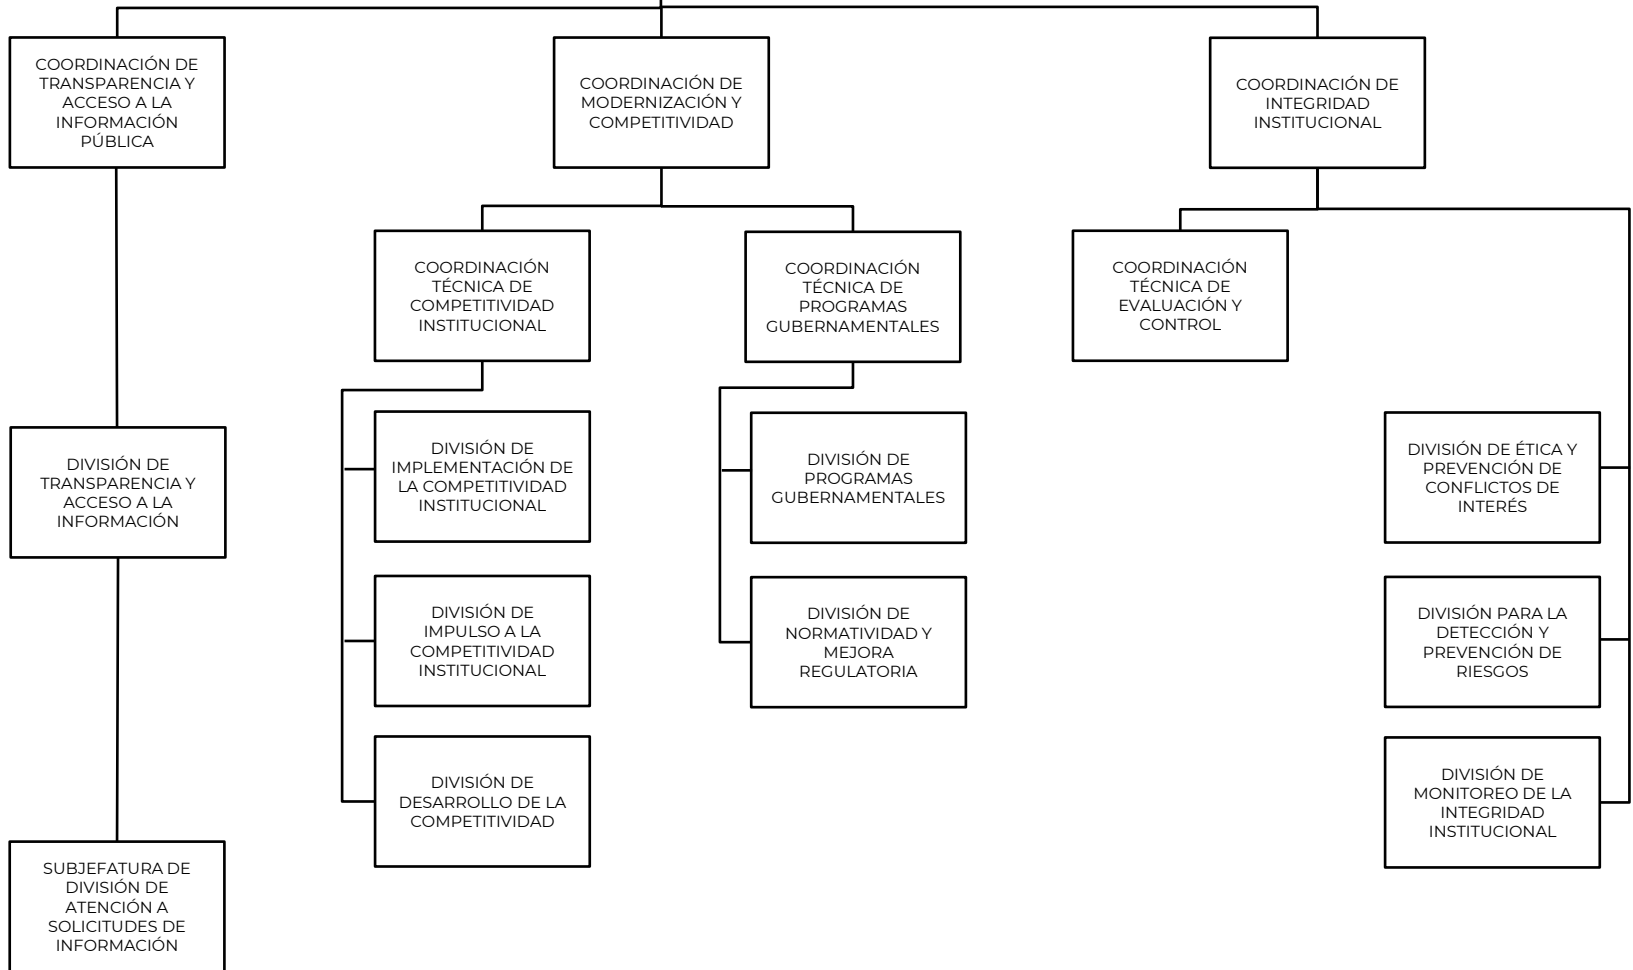 COORDINACIÓN DE
TRANSPARENCIA Y
ACCESO A LA
INFORMACIÓN
PÚBLICA
COORDINACIÓN DE
MODERNIZACIÓN Y
COMPETITIVIDAD
COORDINACIÓN DE
INTEGRIDAD
INSTITUCIONAL
COORDINACIÓN
TÉCNICA DE
COMPETITIVIDAD
INSTITUCIONAL
COORDINACIÓN
TÉCNICA DE
PROGRAMAS
GUBERNAMENTALES
COORDINACIÓN
TÉCNICA DE
EVALUACIÓN Y
CONTROL
DIVISIÓN DE
TRANSPARENCIA Y
ACCESO A LA
INFORMACIÓN
DIVISIÓN DE
IMPLEMENTACIÓN DE
LA COMPETITIVIDAD
INSTITUCIONAL
DIVISIÓN DE
PROGRAMAS
GUBERNAMENTALES
DIVISIÓN DE ÉTICA Y
PREVENCIÓN DE
CONFLICTOS DE
INTERÉS
DIVISIÓN DE
IMPULSO A LA
COMPETITIVIDAD
INSTITUCIONAL
DIVISIÓN DE
NORMATIVIDAD Y
MEJORA
REGULATORIA
DIVISIÓN PARA LA
DETECCIÓN Y
PREVENCIÓN DE
RIESGOS
DIVISIÓN DE
DESARROLLO DE LA
COMPETITIVIDAD
DIVISIÓN DE
MONITOREO DE LA
INTEGRIDAD
INSTITUCIONAL
SUBJEFATURA DE
DIVISIÓN DE
ATENCIÓN A
SOLICITUDES DE
INFORMACIÓN